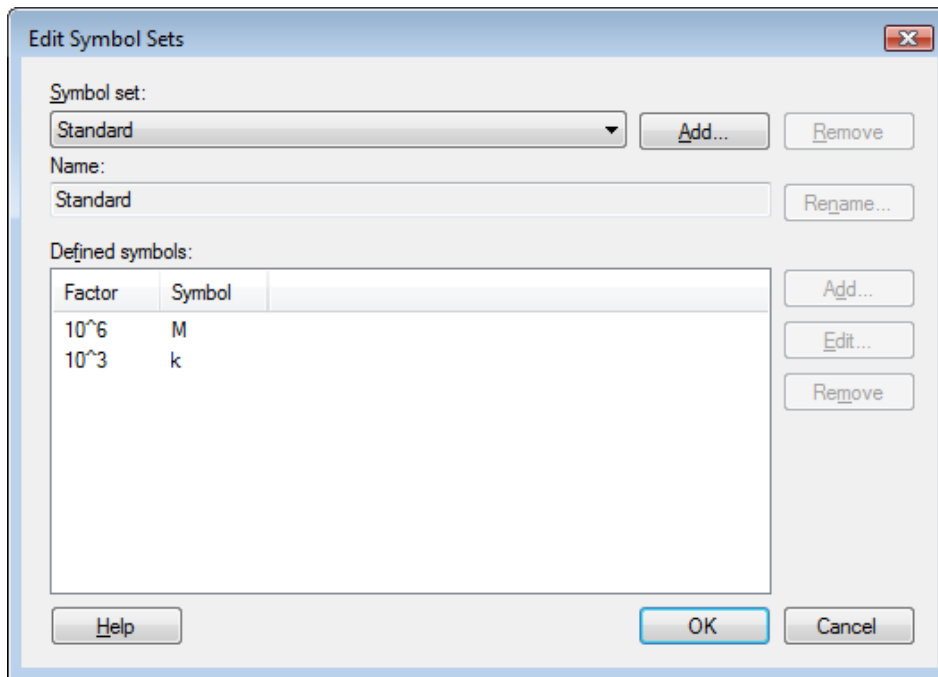 Edit Symbol Sets
Symbol set:
Standard
Add...
Remove
Name:
Standard
Rename...
Defined symbols:
Factor Symbol
10^6 M
10^3 k
Add...
Edit...
Remove
Help
OK
Cancel